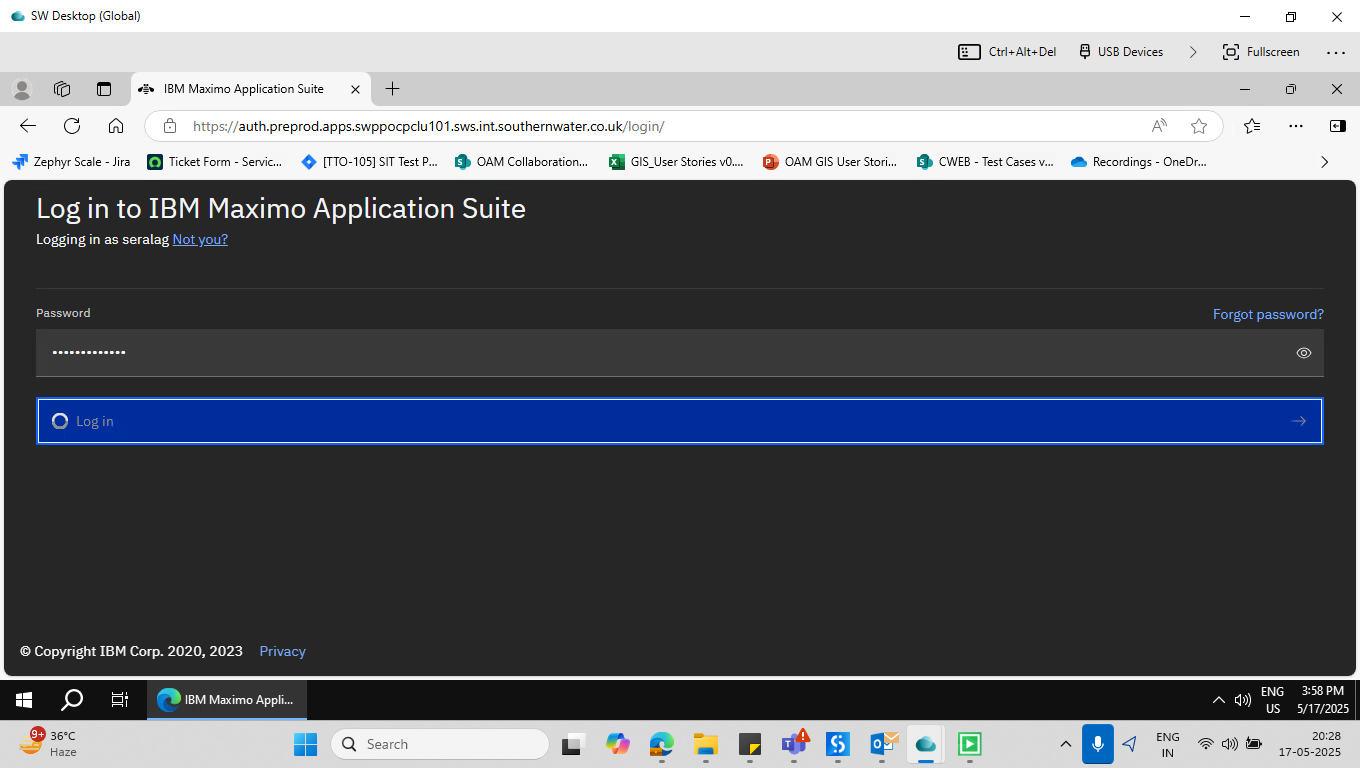 SW Desktop (Global)
Ctrl+Alt+Del USB Devices Fullscreen
IBM Maximo Application Suite
https://auth.preprod.apps.swppocpclu101.sws.int.southernwater.co.uk/login/
Zephyr Scale - Jira Ticket Form - Servic... [TTO-105] SIT Test P... OAM Collaboration... GIS_User Stories v0.... OAM GIS User Stori... CWEB - Test Cases v... Recordings - OneDr...
Log in to IBM Maximo Application Suite
Logging in as seralag Not you?
Password Forgot password?
Log in
© Copyright IBM Corp. 2020, 2023 Privacy
IBM Maximo Appli... ENG US 3:58 PM 5/17/2025
9+ 36°C Haze Search ENG IN 20:28 17-05-2025